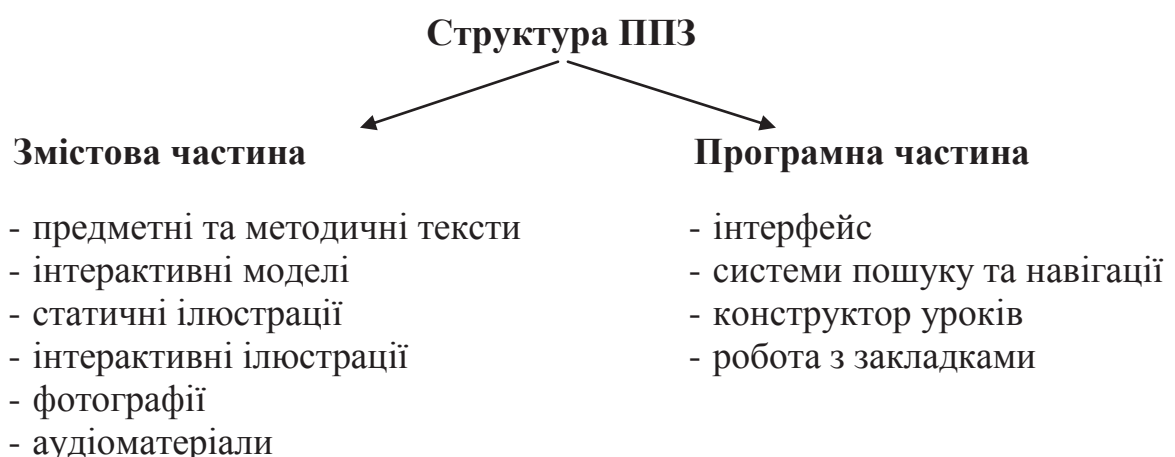 Структура ППЗ
Змістова частина
- предметні та методичні тексти
- інтерактивні моделі
- статичні ілюстрації
- інтерактивні ілюстрації
- фотографії
- аудіоматеріали
Програмна частина
- інтерфейс
- системи пошуку та навігації
- конструктор уроків
- робота з закладками